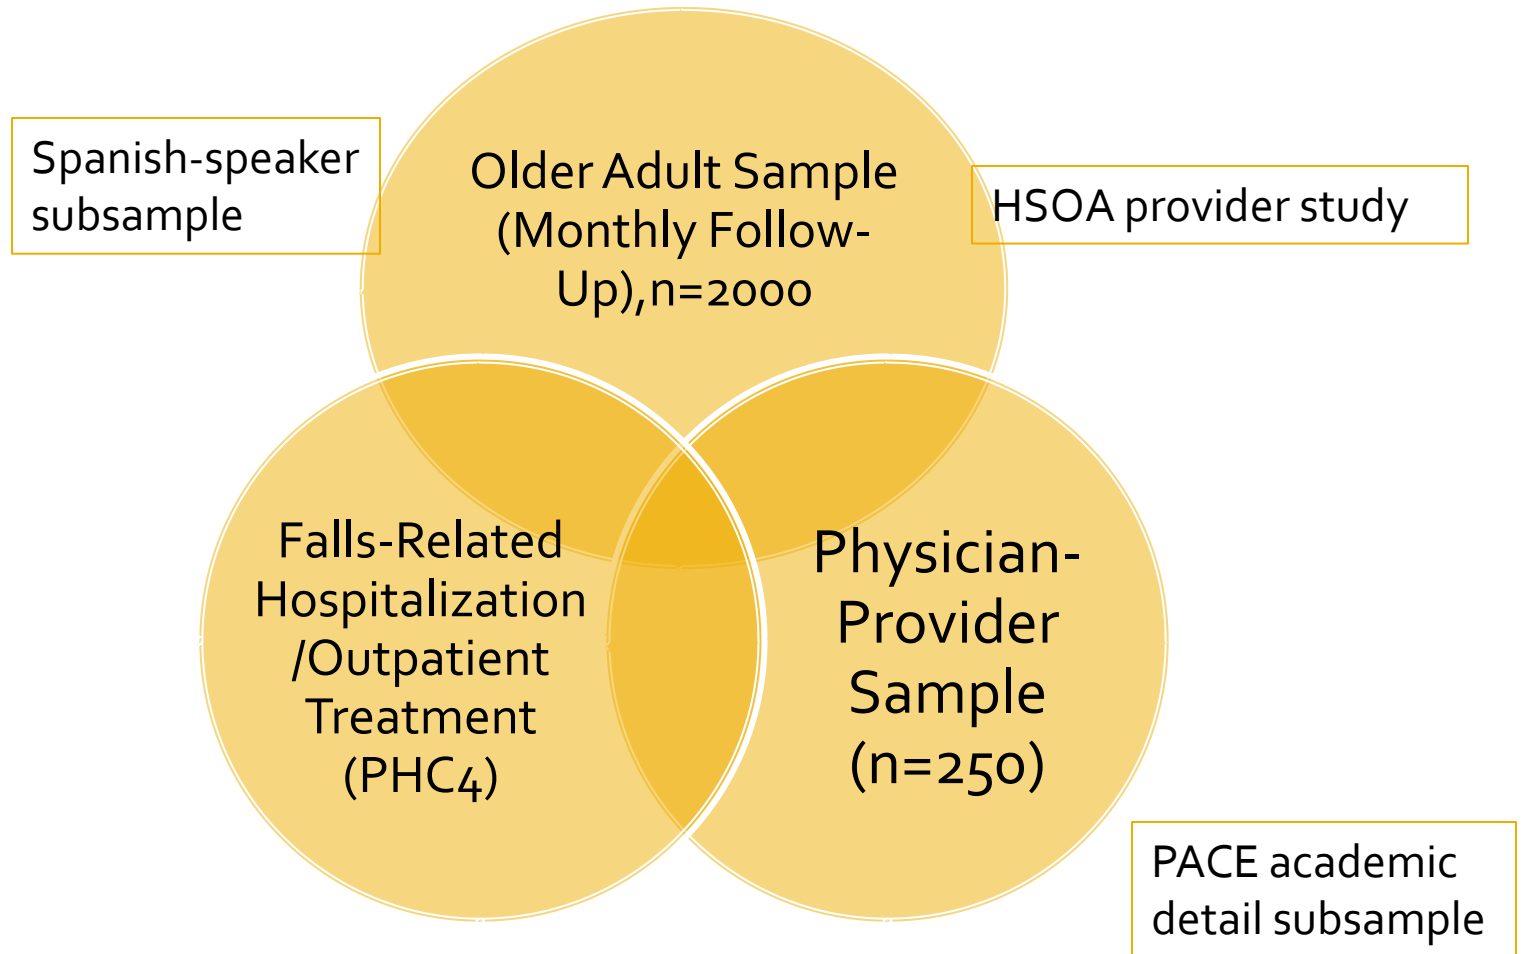 Spanish-speaker
subsample
Older Adult Sample
(Monthly Follow-
Up),n=2000
HSOA provider study
Falls-Related
Hospitalization
/Outpatient
Treatment
(PHC4)
Physician-
Provider
Sample
(n=250)
PACE academic
detail subsample